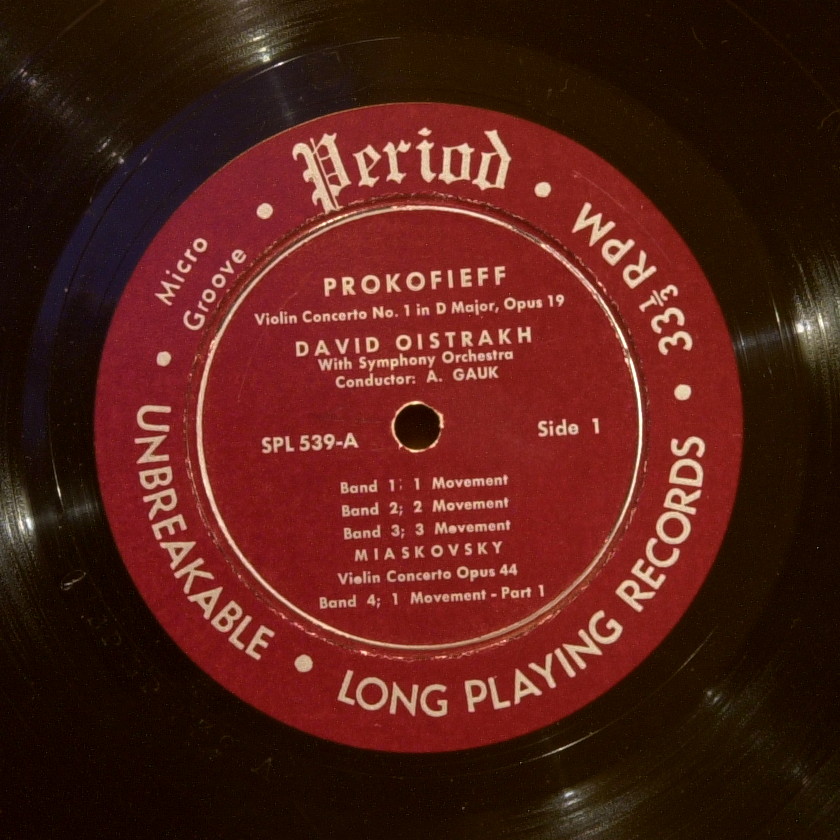 Period
33⅓ RPM
Micro
Groove
PROKOFIEFF
Violin Concerto No. 1 in D Major, Opus 19
DAVID OISTRAKH
With Symphony Orchestra
Conductor: A. GAUK
SPL 539-A
Side 1
Band 1; 1 Movement
Band 2; 2 Movement
Band 3; 3 Movement
MIASKOVSKY
Violin Concerto Opus 44
Band 4; 1 Movement - Part 1
UNBREAKABLE
LONG PLAYING RECORDS